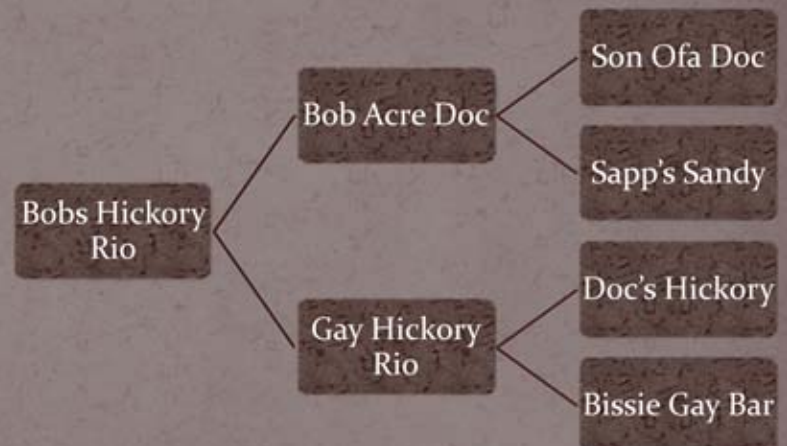 Son Ofa Doc
Bob Acre Doc
Sapp's Sandy
Bobs Hickory
Rio
Doc's Hickory
Gay Hickory
Rio
Bissie Gay Bar